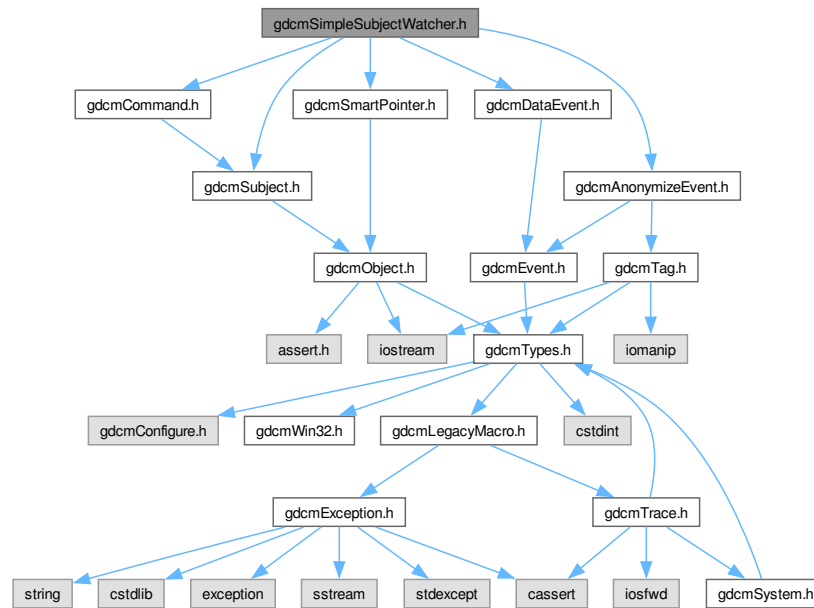 gdcmSimpleSubjectWatcher.h
gdcmCommand.h
gdcmSmartPointer.h
gdcmDataEvent.h
gdcmSubject.h
gdcmAnonymizeEvent.h
gdcmObject.h
gdcmEvent.h
gdcmTag.h
assert.h
iostream
gdcmTypes.h
iomanip
gdcmConfigure.h
gdcmWin32.h
gdcmLegacyMacro.h
cstdint
gdcmException.h
gdcmTrace.h
string
cstdlib
exception
sstream
stdexcept
cassert
iosfwd
gdcmSystem.h